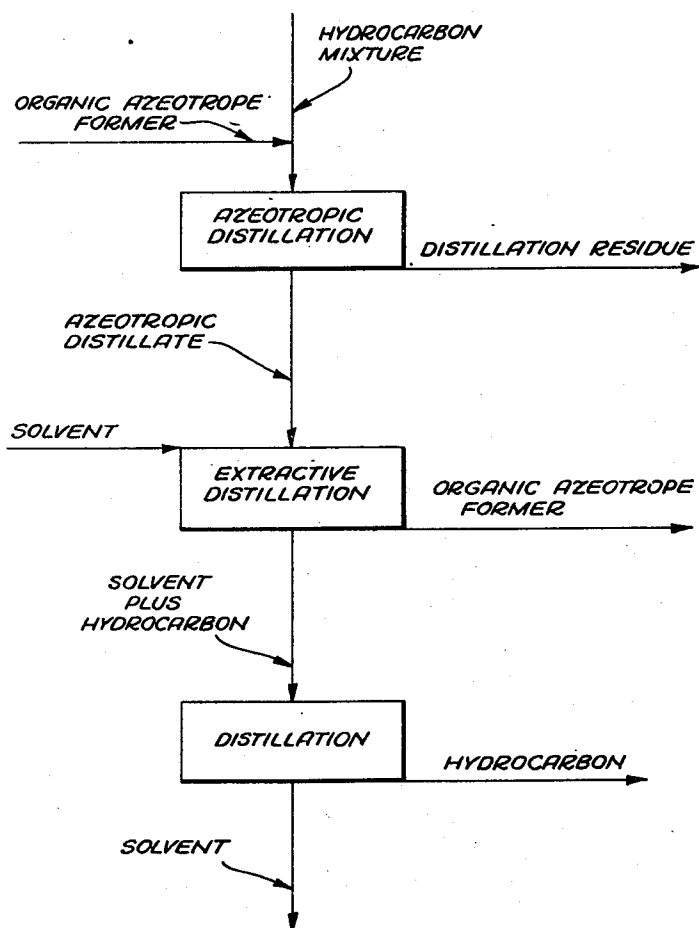 HYDROCARBON
MIXTURE
ORGANIC AZEOTROPE
FORMER
AZEOTROPIC
DISTILLATION
DISTILLATION RESIDUE
AZEOTROPIC
DISTILLATE
SOLVENT
EXTRACTIVE
DISTILLATION
ORGANIC AZEOTROPE
FORMER
SOLVENT
PLUS
HYDROCARBON
DISTILLATION
HYDROCARBON
SOLVENT